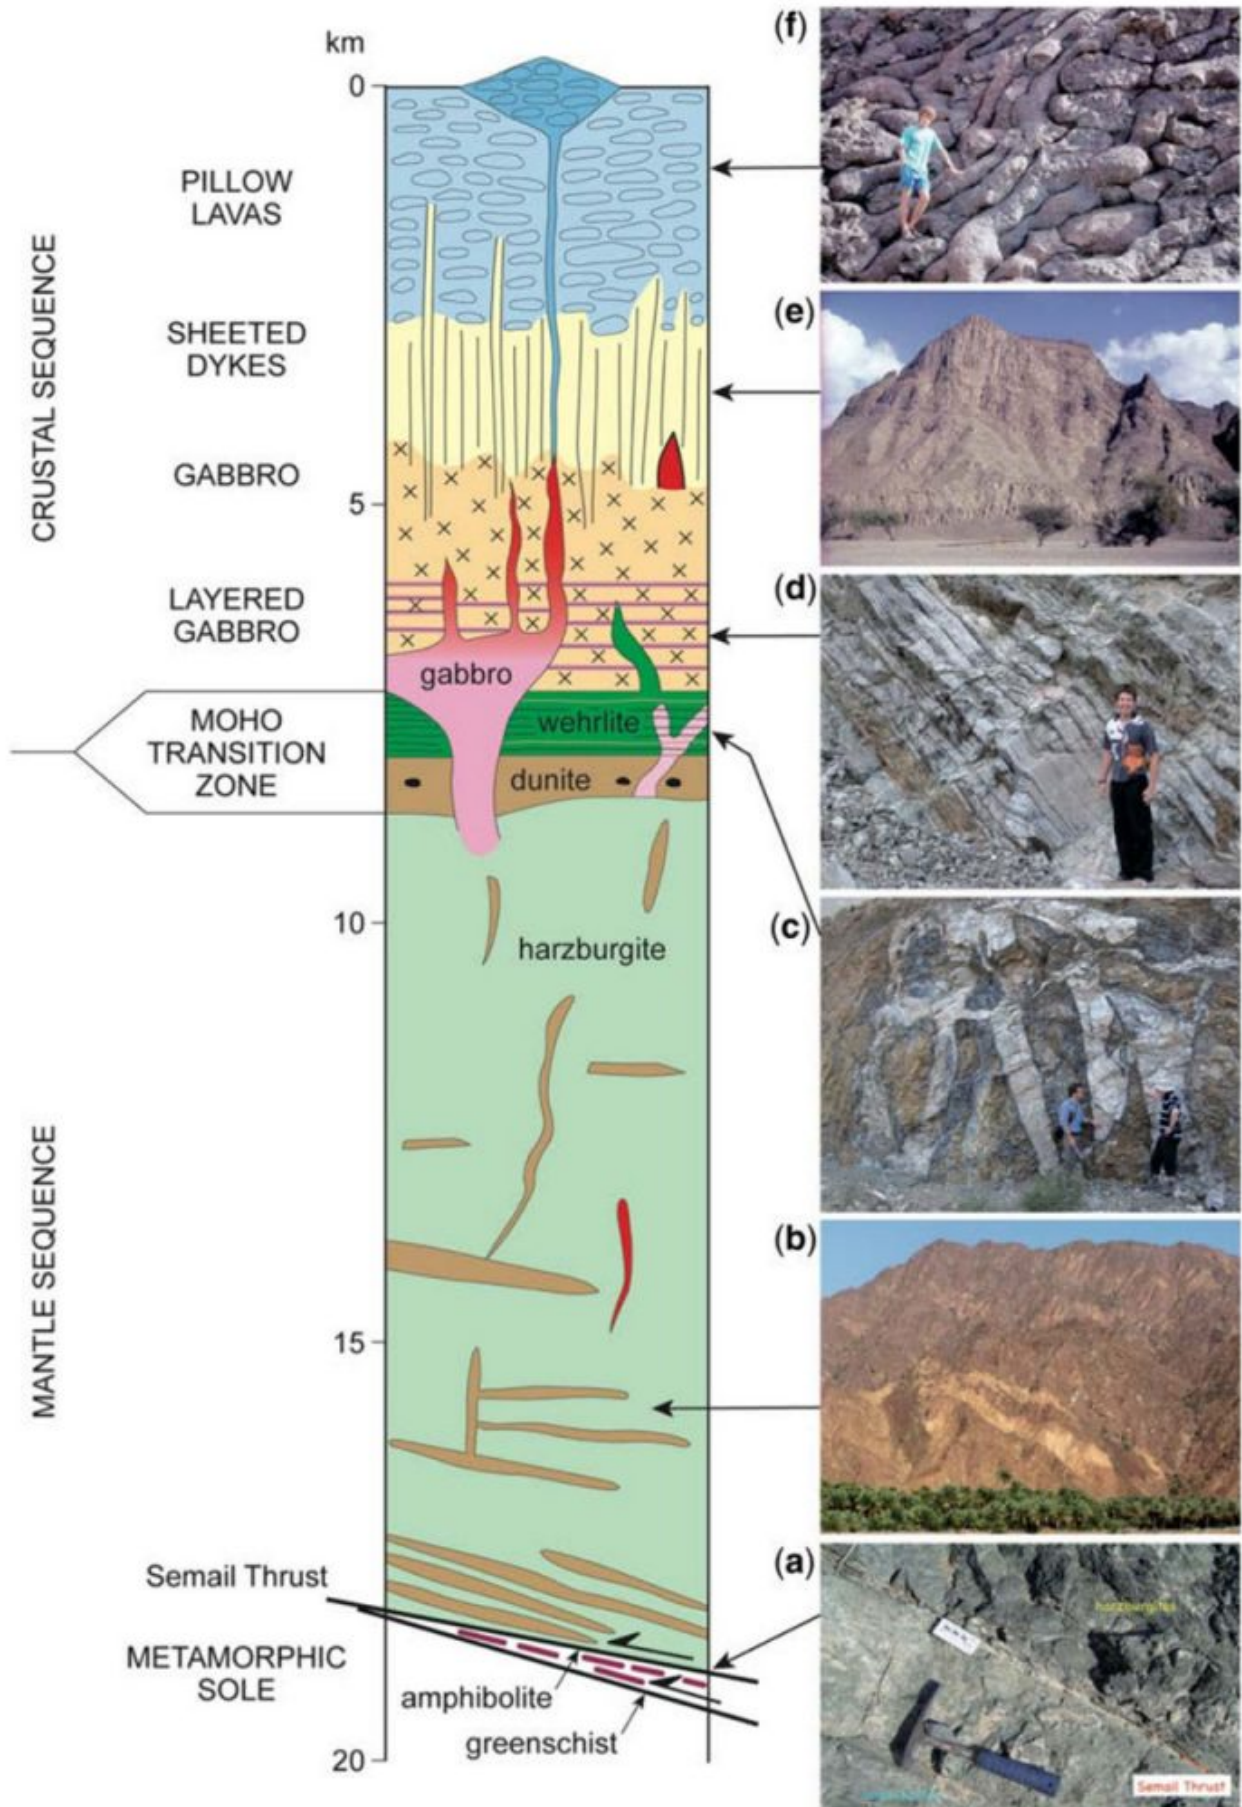 km
0
PILLOW
LAVAS
SHEETED
DYKES
CRUSTAL SEQUENCE
GABBRO
5
LAYERED
GABBRO
gabbro
MOHO
TRANSITION
ZONE
wehrlite
dunite
10
harzburgite
MANTLE SEQUENCE
15
Semail Thrust
METAMORPHIC
SOLE
amphibolite
greenschist
20
(f)
(e)
(d)
(c)
(b)
(a)
harzburgites
Semail Thrust